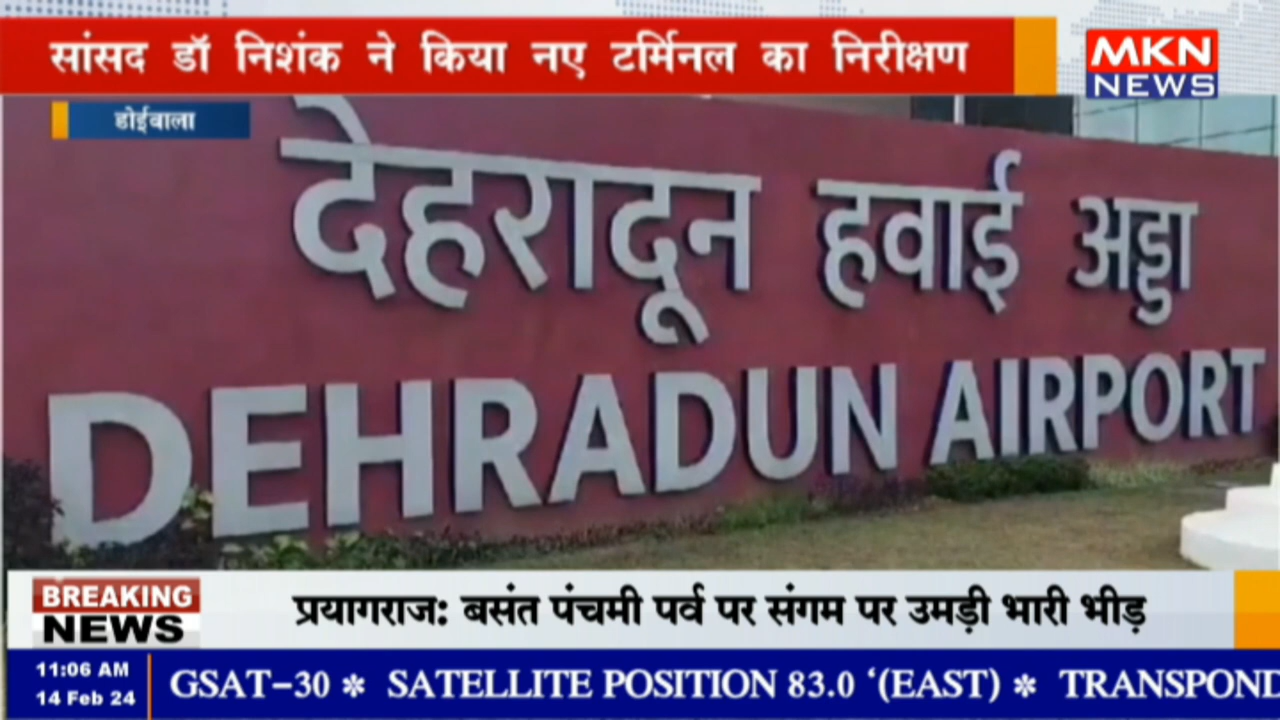 सांसद डॉ निशंक ने किया नए टर्मिनल का निरीक्षण
MKN
NEWS
डोईवाला
देहरादून हवाई अड्डा
DEHRADUN AIRPORT
BREAKING
NEWS
प्रयागराज: बसंत पंचमी पर्व पर संगम पर उमड़ी भारी भीड़
11:06 AM
14 Feb 24
GSAT-30 * SATELLITE POSITION 83.0 '(EAST) * TRANSPOND